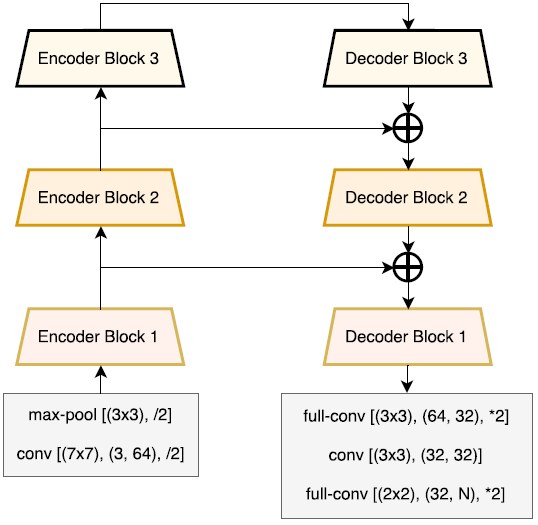 Encoder Block 3
Decoder Block 3
Encoder Block 2
Decoder Block 2
Encoder Block 1
Decoder Block 1
max-pool [(3x3), /2]
conv [(7x7), (3, 64), /2]
full-conv [(3x3), (64, 32), *2]
conv [(3x3), (32, 32)]
full-conv [(2x2), (32, N), *2]